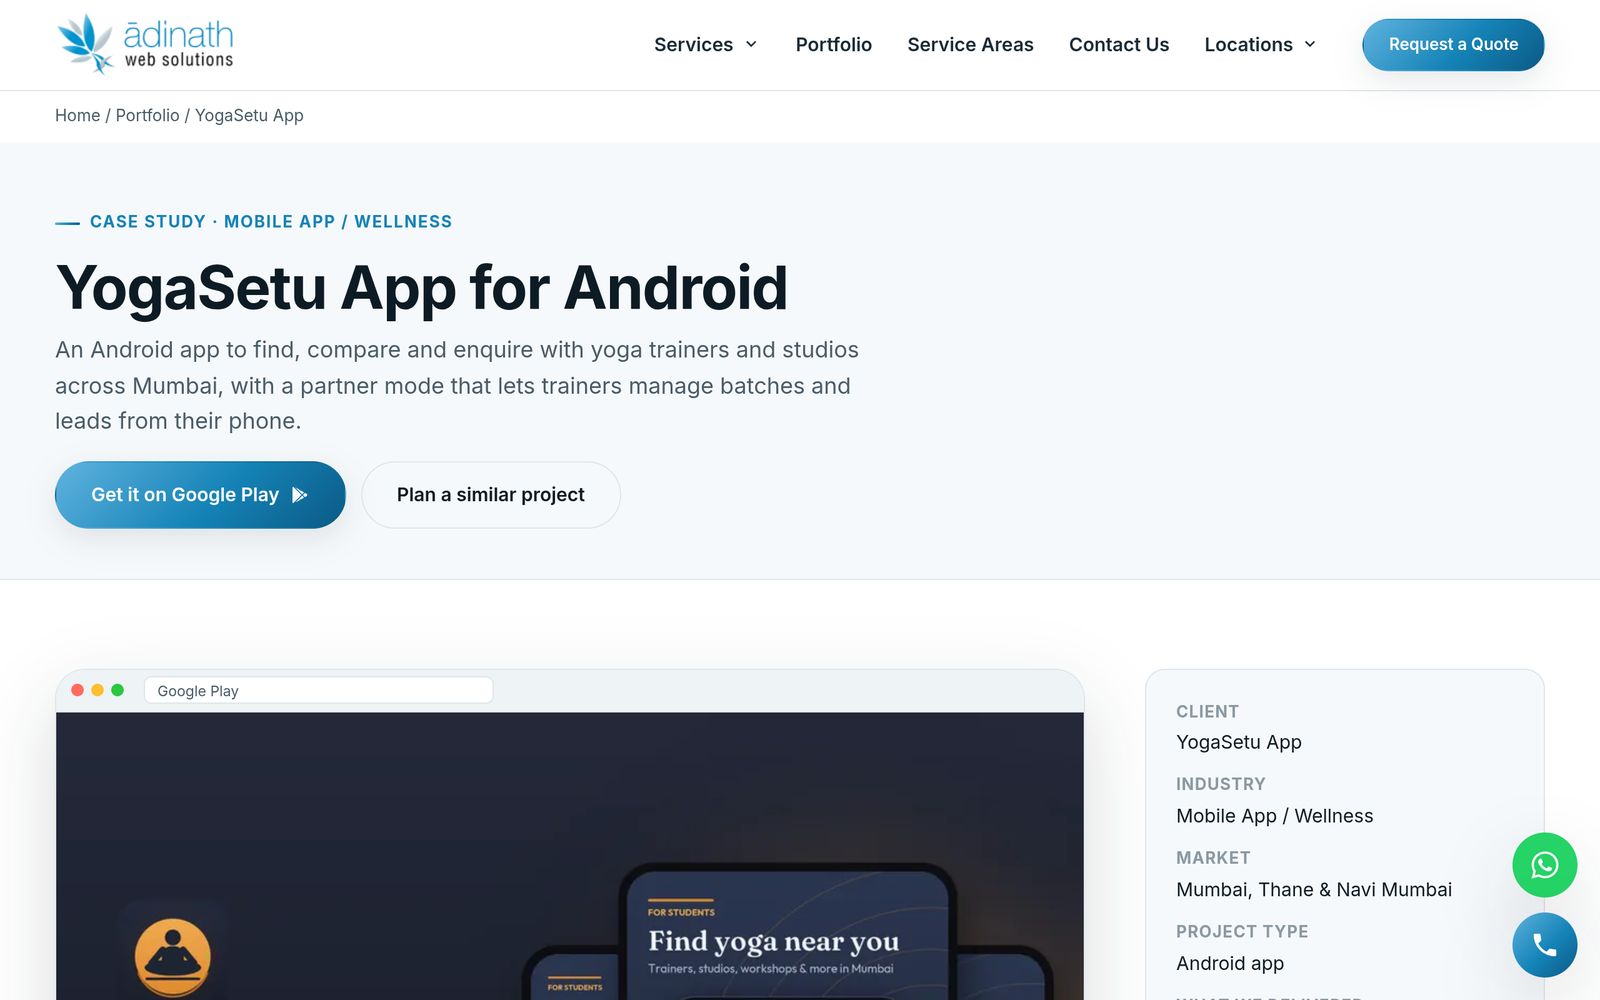 ādinath
web solutions
Services
Portfolio
Service Areas
Contact Us
Locations
Request a Quote
Home / Portfolio / YogaSetu App
CASE STUDY · MOBILE APP / WELLNESS
YogaSetu App for Android
An Android app to find, compare and enquire with yoga trainers and studios
across Mumbai, with a partner mode that lets trainers manage batches and
leads from their phone.
Get it on Google Play
Plan a similar project
Google Play
FOR STUDENTS
Find yoga near you
Trainers, studios, workshops & more in Mumbai
FOR STUDENTS
CLIENT
YogaSetu App
INDUSTRY
Mobile App / Wellness
MARKET
Mumbai, Thane & Navi Mumbai
PROJECT TYPE
Android app
WHAT WE DELIVERED